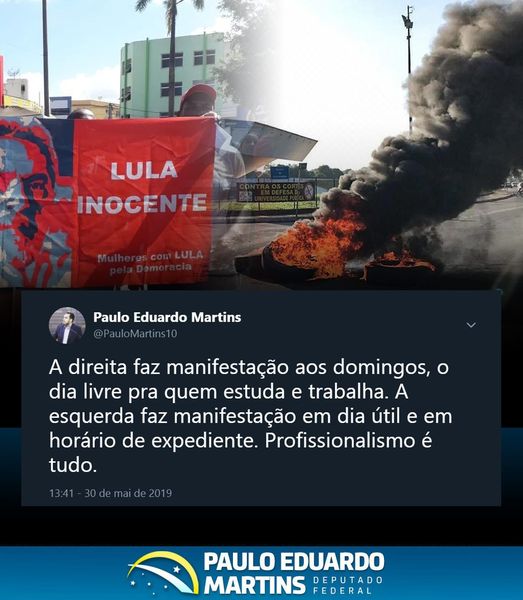 LULA
INOCENTE
Mulheres com LULA
pela Democracia
CONTRA OS CORTES
EM DEFESA DA
UNIVERSIDADE PÚBLICA
Paulo Eduardo Martins
@PauloMartins10
A direita faz manifestação aos domingos, o
dia livre pra quem estuda e trabalha. A
esquerda faz manifestação em dia útil e em
horário de expediente. Profissionalismo é
tudo.
13:41 - 30 de mai de 2019
PAULO EDUARDO
MARTINS DEPUTADO
FEDERAL